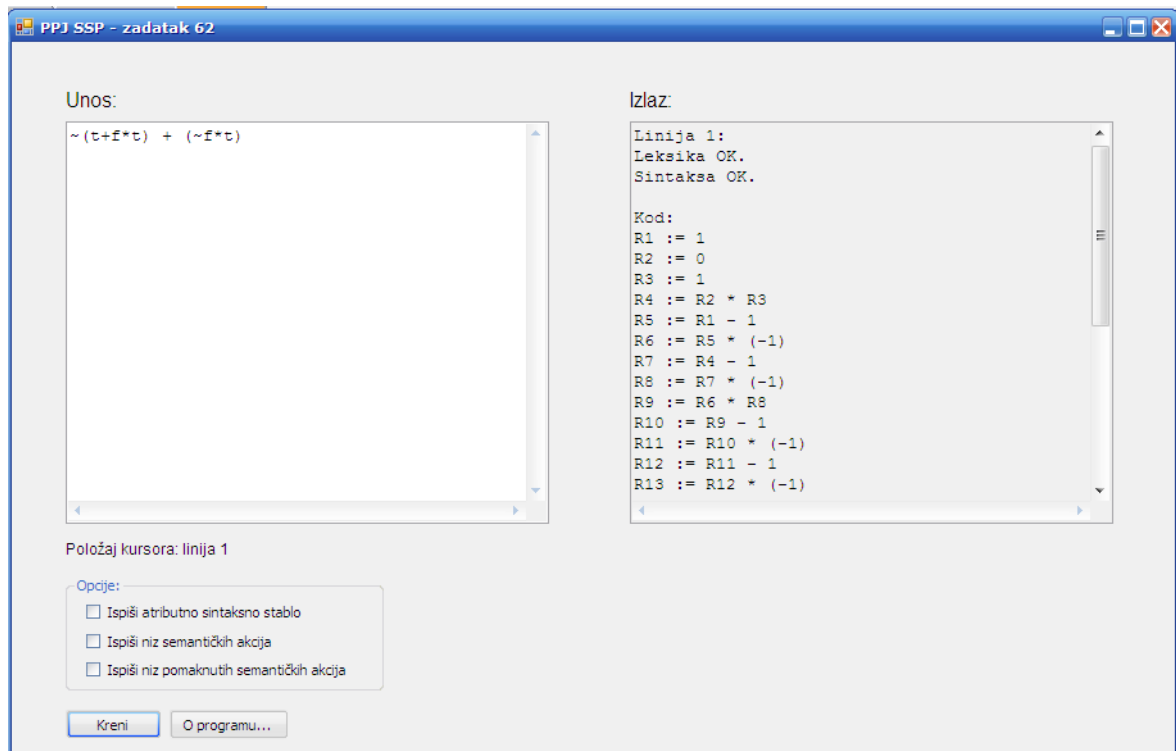 PPJ SSP - zadatak 62
Unos:
~(t+f*t) + (~f*t)
Izlaz:
Linija 1:
Leksika OK.
Sintaksa OK.
Kod:
R1 := 1
R2 := 0
R3 := 1
R4 := R2 * R3
R5 := R1 - 1
R6 := R5 * (-1)
R7 := R4 - 1
R8 := R7 * (-1)
R9 := R6 * R8
R10 := R9 - 1
R11 := R10 * (-1)
R12 := R11 - 1
R13 := R12 * (-1)
Položaj kursora: linija 1
Opcije:
Ispiši atributno sintaksno stablo
Ispiši niz semantičkih akcija
Ispiši niz pomaknutih semantičkih akcija
Kreni
O programu...